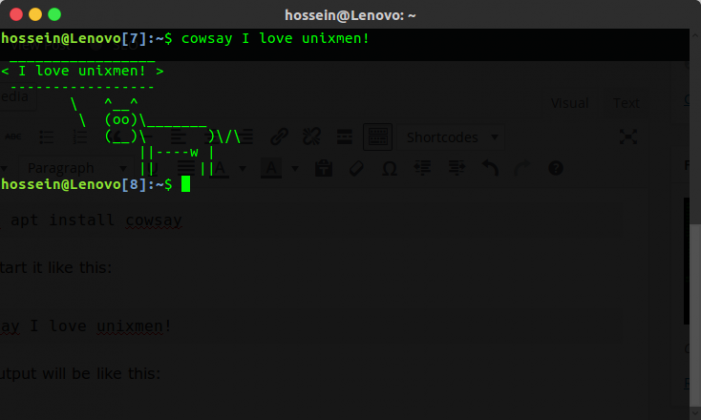 hossein@Lenovo: ~
hossein@Lenovo[7]:~$ cowsay I love unixmen!
 _________________
< I love unixmen! >
 -----------------
        \   ^__^
         \  (oo)\_______
            (__)\       )\/\
                ||----w |
                ||     ||
hossein@Lenovo[8]:~$
edia
Visual Text
Shortcodes
Paragraph
apt install cowsay
tart it like this:
ay I love unixmen!
utput will be like this: